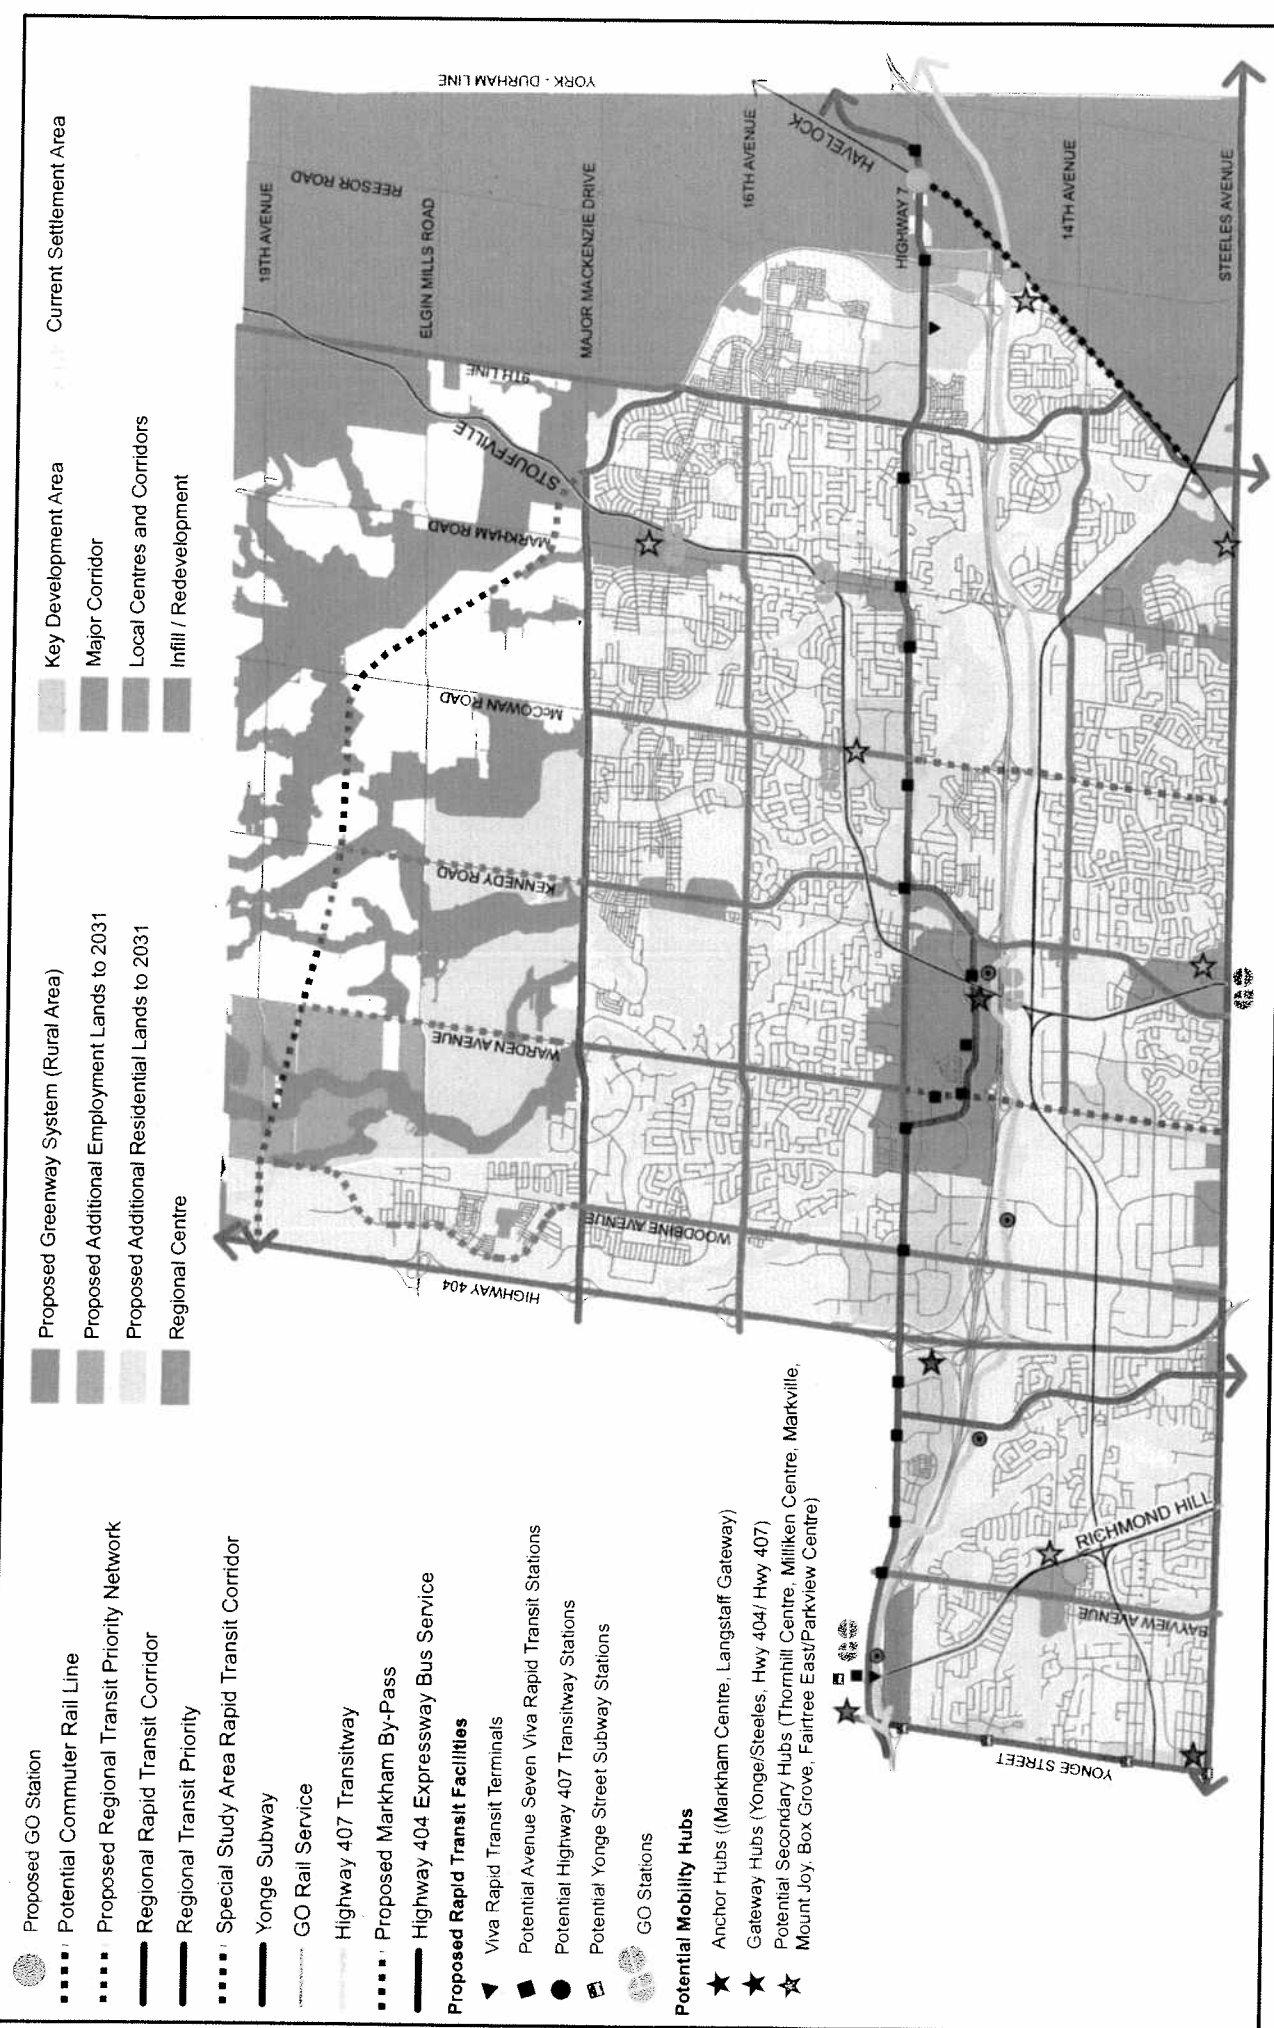 Proposed GO Station
Potential Commuter Rail Line
Proposed Regional Transit Priority Network
Regional Rapid Transit Corridor
Regional Transit Priority
Special Study Area Rapid Transit Corridor
Yonge Subway
GO Rail Service
Highway 407 Transitway
Proposed Markham By-Pass
Highway 404 Expressway Bus Service
Proposed Rapid Transit Facilities
Viva Rapid Transit Terminals
Potential Avenue Seven Viva Rapid Transit Stations
Potential Highway 407 Transitway Stations
Potential Yonge Street Subway Stations
GO Stations
Potential Mobility Hubs
Anchor Hubs ((Markham Centre, Langstaff Gateway)
Gateway Hubs (Yonge/Steeles, Hwy 404/ Hwy 407)
Potential Secondary Hubs (Thornhill Centre, Milliken Centre, Markville,
Mount Joy, Box Grove, Fairtree East/Parkview Centre)
Proposed Greenway System (Rural Area)
Proposed Additional Employment Lands to 2031
Proposed Additional Residential Lands to 2031
Regional Centre
Key Development Area
Major Corridor
Local Centres and Corridors
Infill / Redevelopment
Current Settlement Area
19TH AVENUE
ELGIN MILLS ROAD
MAJOR MACKENZIE DRIVE
16TH AVENUE
HIGHWAY 7
14TH AVENUE
STEELES AVENUE
YORK - DURHAM LINE
REESOR ROAD
HAVELOCK
9TH LINE
STOUFFVILLE
MARKHAM ROAD
McCOWAN ROAD
KENNEDY ROAD
WARDEN AVENUE
WOODBINE AVENUE
HIGHWAY 404
RICHMOND HILL
BAYVIEW AVENUE
YONGE STREET